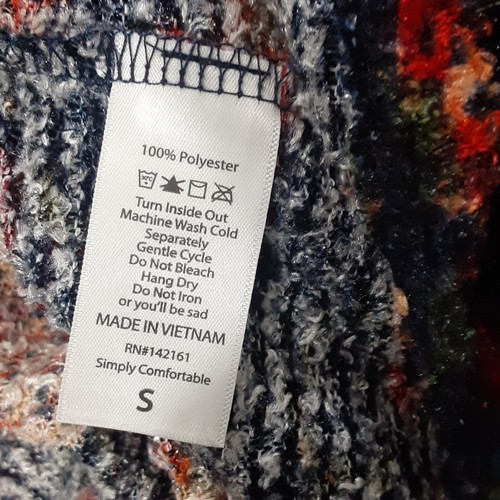 100% Polyester
30°C
Turn Inside Out
Machine Wash Cold
Separately
Gentle Cycle
Do Not Bleach
Hang Dry
Do Not Iron
or you'll be sad
MADE IN VIETNAM
RN#142161
Simply Comfortable
S